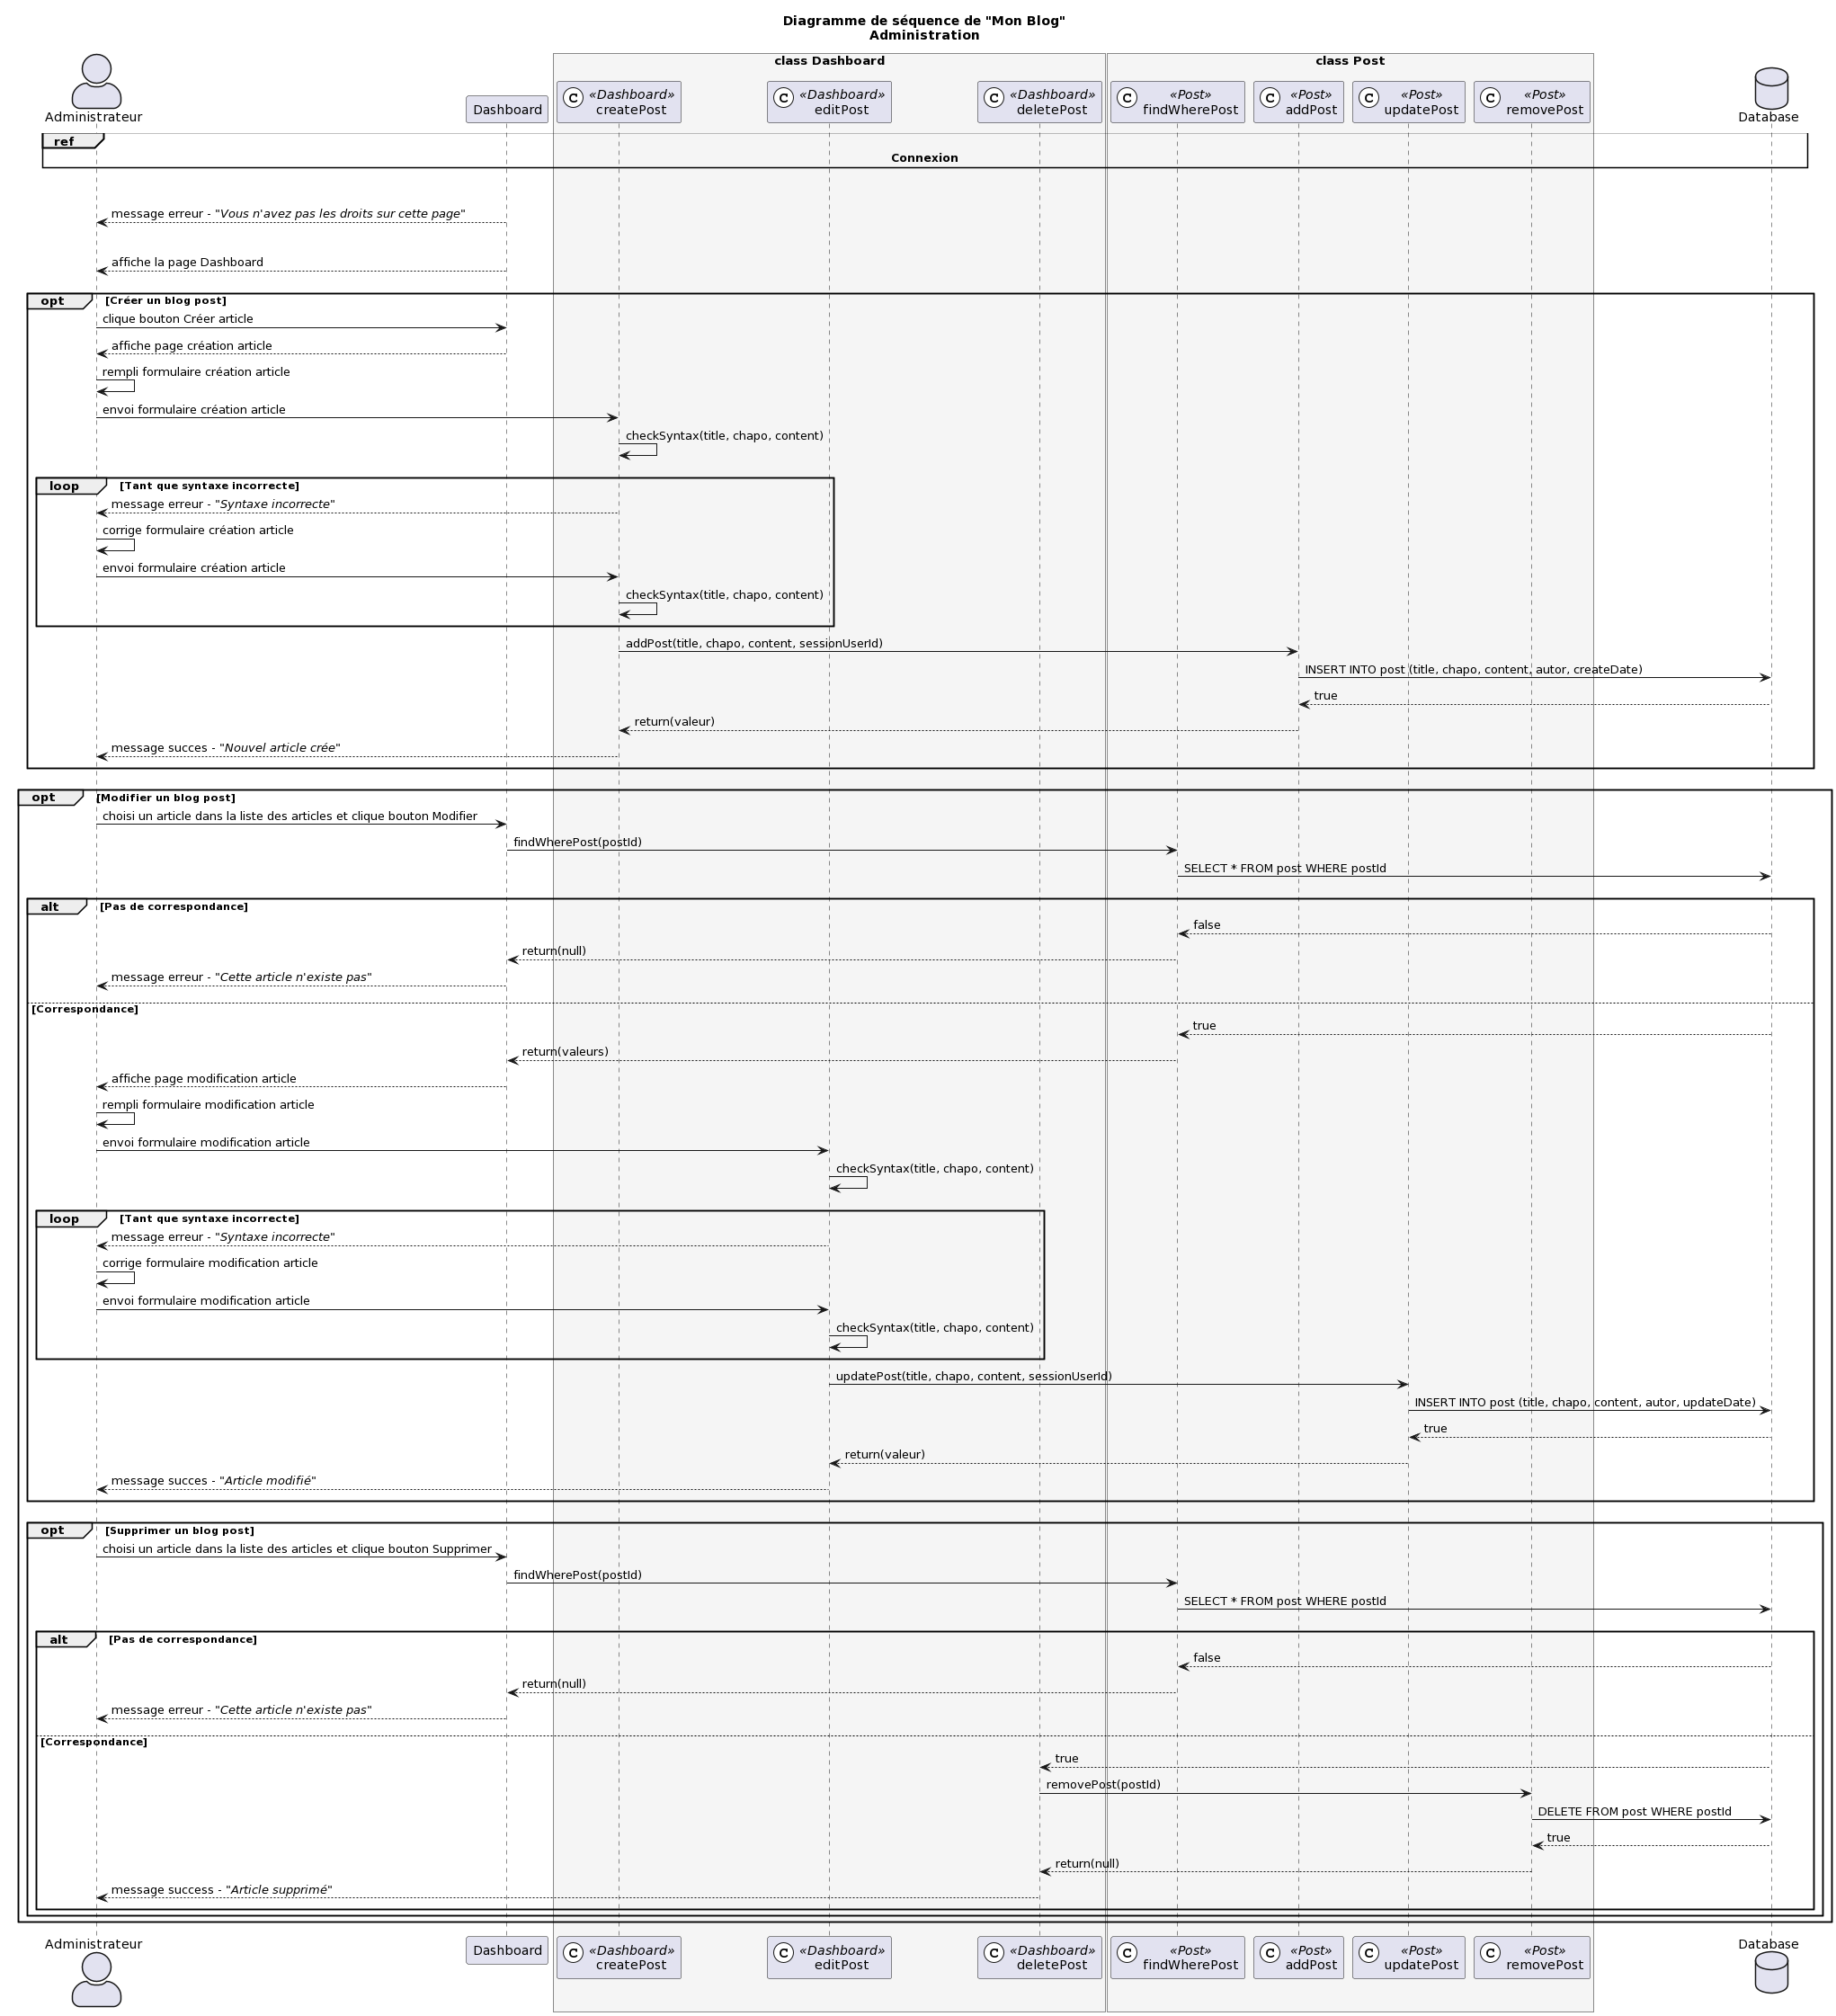 Diagramme de séquence de "Mon Blog"
Administration
class Dashboard
class Post
Administrateur
Dashboard
C «Dashboard»
createPost
C «Dashboard»
editPost
C «Dashboard»
deletePost
C «Post»
findWherePost
C «Post»
addPost
C «Post»
updatePost
C «Post»
removePost
Database
ref
Connexion
message erreur - "Vous n'avez pas les droits sur cette page"
affiche la page Dashboard
opt [Créer un blog post]
clique bouton Créer article
affiche page création article
rempli formulaire création article
envoi formulaire création article
checkSyntax(title, chapo, content)
loop [Tant que syntaxe incorrecte]
message erreur - "Syntaxe incorrecte"
corrige formulaire création article
envoi formulaire création article
checkSyntax(title, chapo, content)
addPost(title, chapo, content, sessionUserId)
INSERT INTO post (title, chapo, content, autor, createDate)
true
return(valeur)
message succes - "Nouvel article crée"
opt [Modifier un blog post]
choisi un article dans la liste des articles et clique bouton Modifier
findWherePost(postId)
SELECT * FROM post WHERE postId
alt [Pas de correspondance]
false
return(null)
message erreur - "Cette article n'existe pas"
[Correspondance]
true
return(valeurs)
affiche page modification article
rempli formulaire modification article
envoi formulaire modification article
checkSyntax(title, chapo, content)
loop [Tant que syntaxe incorrecte]
message erreur - "Syntaxe incorrecte"
corrige formulaire modification article
envoi formulaire modification article
checkSyntax(title, chapo, content)
updatePost(title, chapo, content, sessionUserId)
INSERT INTO post (title, chapo, content, autor, updateDate)
true
return(valeur)
message succes - "Article modifié"
opt [Supprimer un blog post]
choisi un article dans la liste des articles et clique bouton Supprimer
findWherePost(postId)
SELECT * FROM post WHERE postId
alt [Pas de correspondance]
false
return(null)
message erreur - "Cette article n'existe pas"
[Correspondance]
true
removePost(postId)
DELETE FROM post WHERE postId
true
return(null)
message success - "Article supprimé"
Administrateur
Dashboard
C «Dashboard»
createPost
C «Dashboard»
editPost
C «Dashboard»
deletePost
C «Post»
findWherePost
C «Post»
addPost
C «Post»
updatePost
C «Post»
removePost
Database